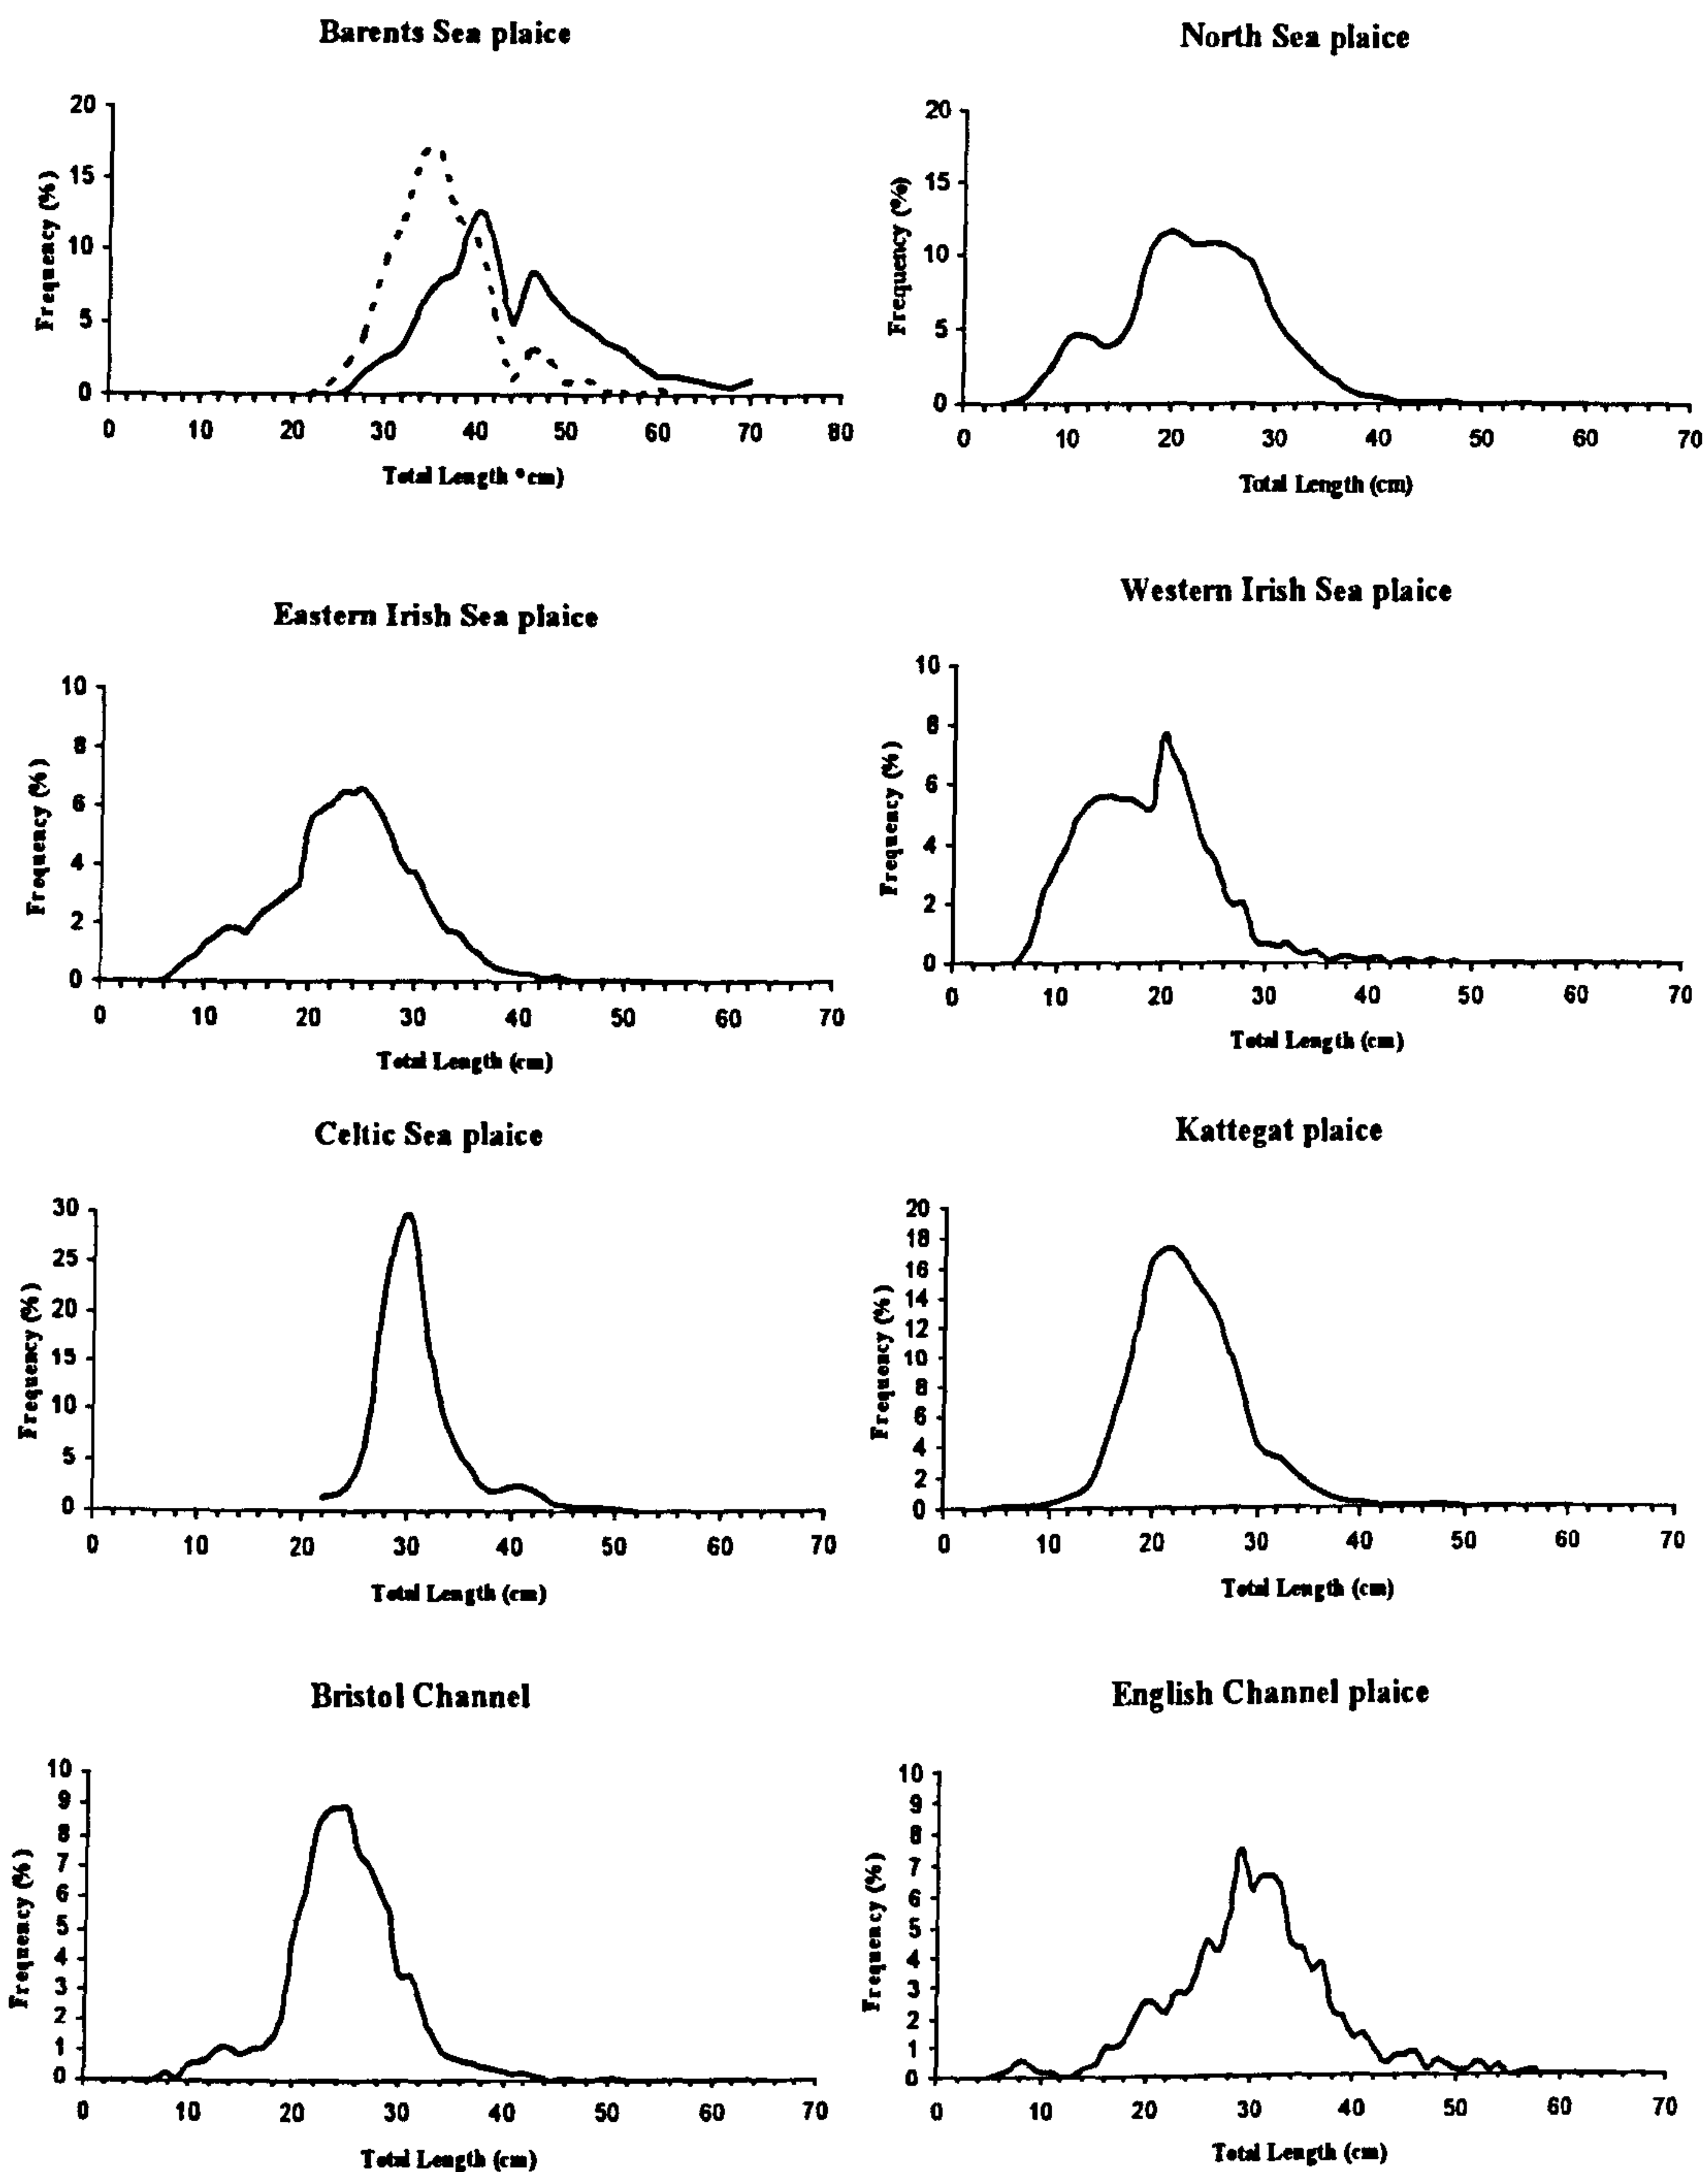 Barents Sea plaice
20
15
10
5
0
Frequency (%)
0 10 20 30 40 50 60 70 80
Total Length *cm)
North Sea plaice
20
15
10
5
0
Frequency (%)
0 10 20 30 40 50 60 70
Total Length (cm)
Eastern Irish Sea plaice
10
8
6
4
2
0
Frequency (%)
0 10 20 30 40 50 60 70
Total Length (cm)
Western Irish Sea plaice
10
8
6
4
2
0
Frequency (%)
0 10 20 30 40 50 60 70
Total Length (cm)
Celtic Sea plaice
30
25
20
15
10
5
0
Frequency (%)
0 10 20 30 40 50 60 70
Total Length (cm)
Kattegat plaice
20
18
16
14
12
10
8
6
4
2
0
Frequency (%)
0 10 20 30 40 50 60 70
Total Length (cm)
Bristol Channel
10
9
8
7
6
5
4
3
2
1
0
Frequency (%)
0 10 20 30 40 50 60 70
Total Length (cm)
English Channel plaice
10
9
8
7
6
5
4
3
2
1
0
Frequency (%)
0 10 20 30 40 50 60 70
Total Length (cm)